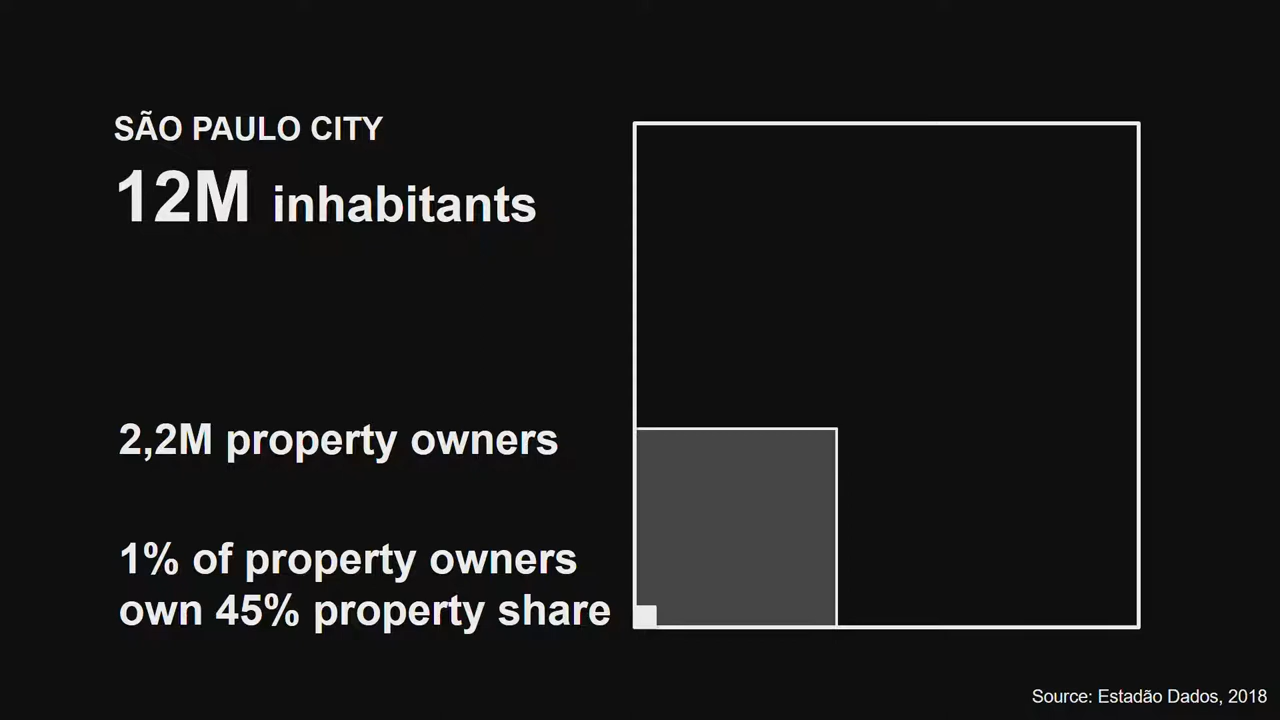 SÃO PAULO CITY
12M inhabitants
2,2M property owners
1% of property owners
own 45% property share
Source: Estadão Dados, 2018